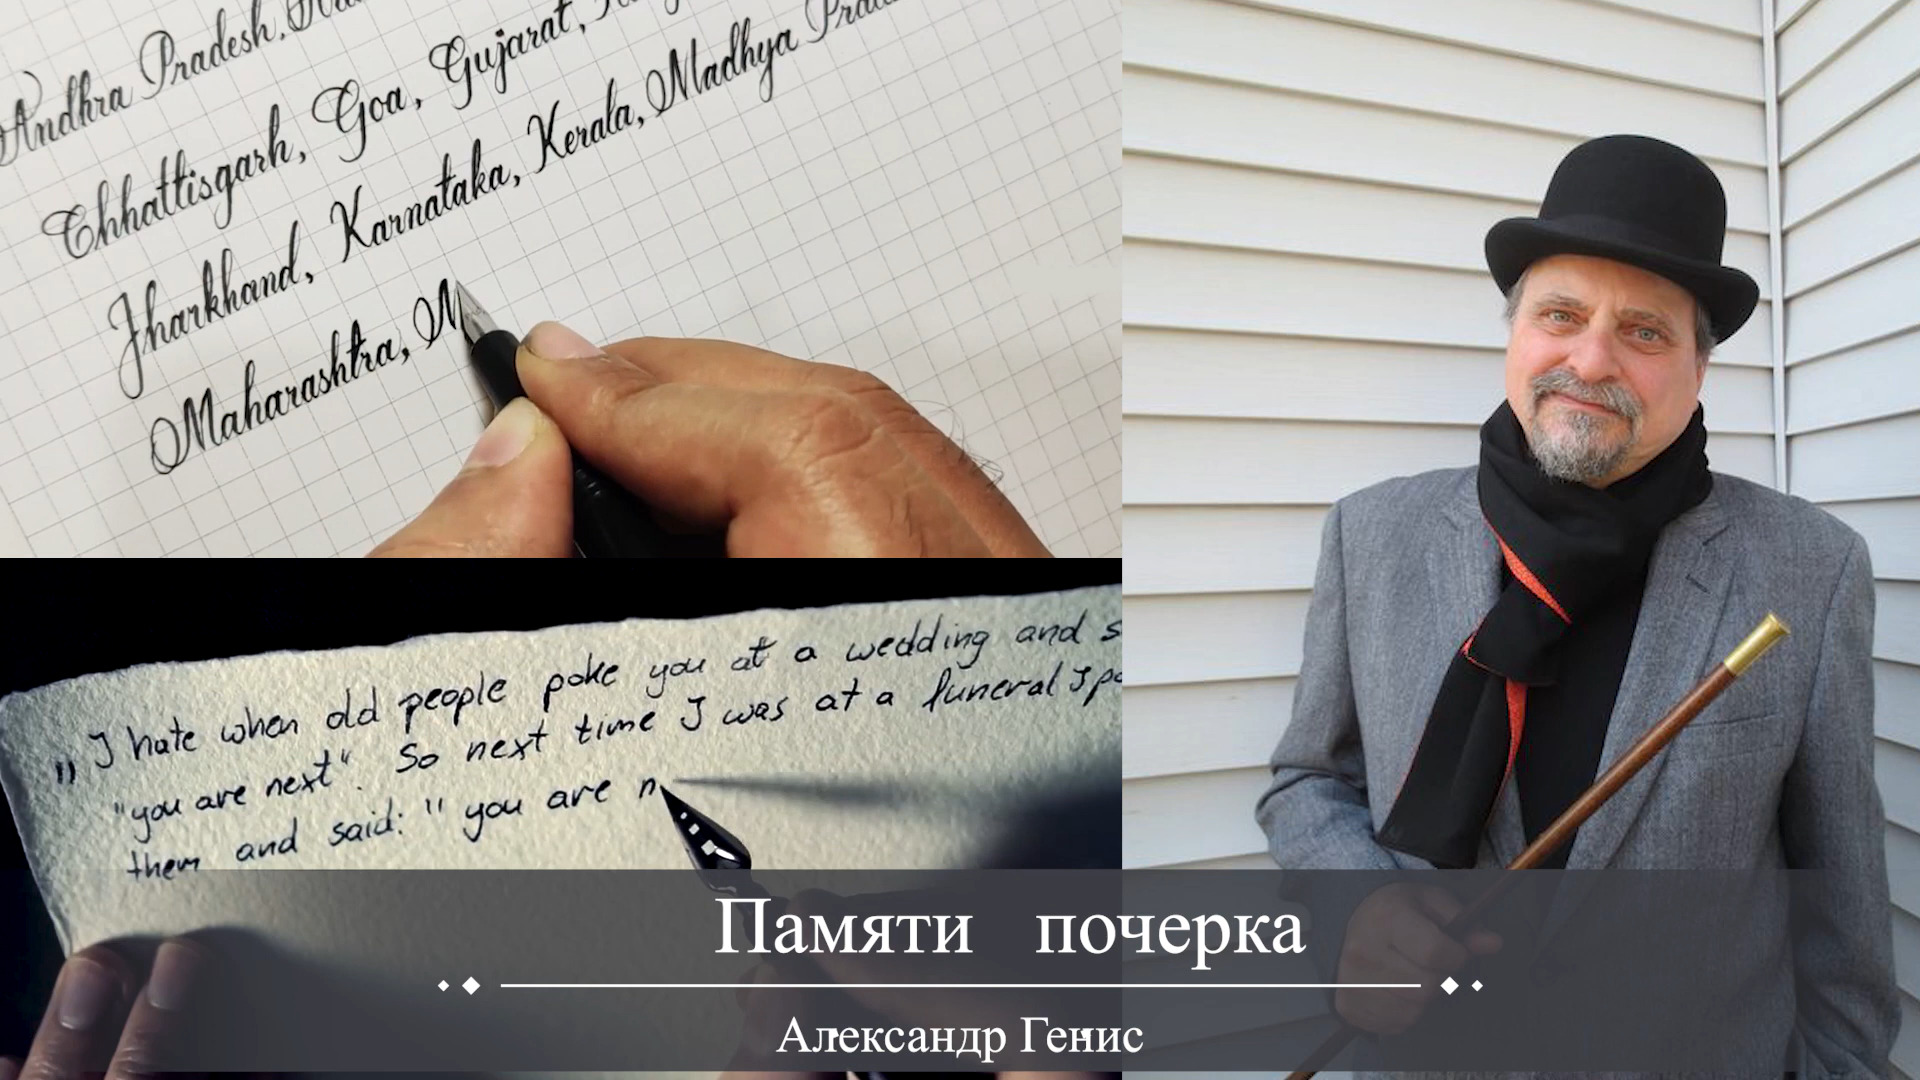 Andhra Pradesh,
Chhattisgarh, Goa, Gujarat,
Jharkhand, Karnataka, Kerala, Madhya
Maharashtra, M
„ I hate when old people poke you at a wedding and s
"you are next". So next time I was at a funeral I po
them and said: " you are n
Памяти почерка
Александр Генис